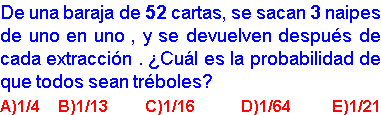 De una baraja de 52 cartas, se sacan 3 naipes
de uno en uno , y se devuelven después de
cada extracción . ¿Cuál es la probabilidad de
que todos sean tréboles?
A)1/4 B)1/13 C)1/16 D)1/64 E)1/21